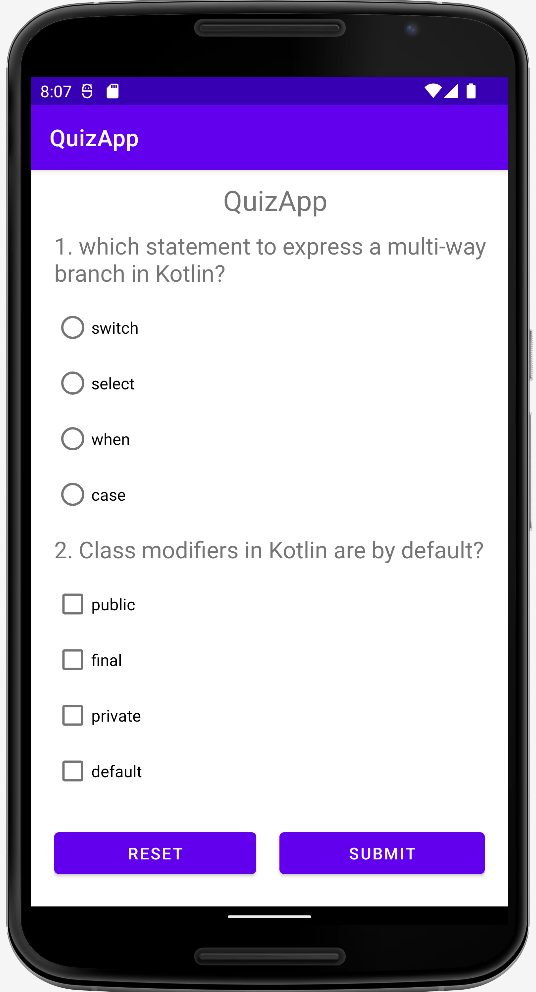 8:07
QuizApp
QuizApp
1. which statement to express a multi-way
branch in Kotlin?
switch
select
when
case
2. Class modifiers in Kotlin are by default?
public
final
private
default
RESET
SUBMIT